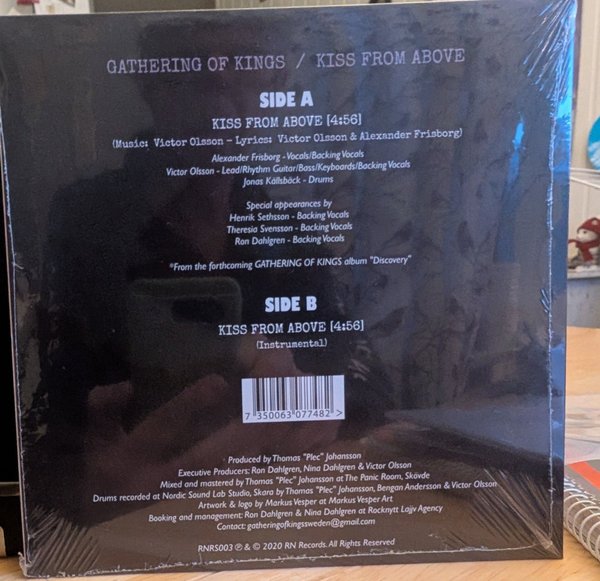 GATHERING OF KINGS / KISS FROM ABOVE
SIDE A
KISS FROM ABOVE [4:56]
(Music: Victor Olsson – Lyrics: Victor Olsson & Alexander Frisborg)
Alexander Frisborg - Vocals/Backing Vocals
Victor Olsson - Lead/Rhythm Guitar/Bass/Keyboards/Backing Vocals
Jonas Källsbäck - Drums
Special appearances by
Henrik Sethsson - Backing Vocals
Theresia Svensson - Backing Vocals
Ron Dahlgren - Backing Vocals
*From the forthcoming GATHERING OF KINGS album "Discovery"
SIDE B
KISS FROM ABOVE [4:56]
(Instrumental)
7 350063 077482 >
Produced by Thomas "Plec" Johansson
Executive Producers: Ron Dahlgren, Nina Dahlgren & Victor Olsson
Mixed and mastered by Thomas "Plec" Johansson at The Panic Room, Skövde
Drums recorded at Nordic Sound Lab Studio, Skara by Thomas "Plec" Johansson, Bengan Andersson & Victor Olsson
Artwork & logo by Markus Vesper at Markus Vesper Art
Booking and management: Ron Dahlgren & Nina Dahlgren at Rocknytt Lajv Agency
Contact: gatheringofkingssweden@gmail.com
RNRS003 ℗ & © 2020 RN Records. All Rights Reserved